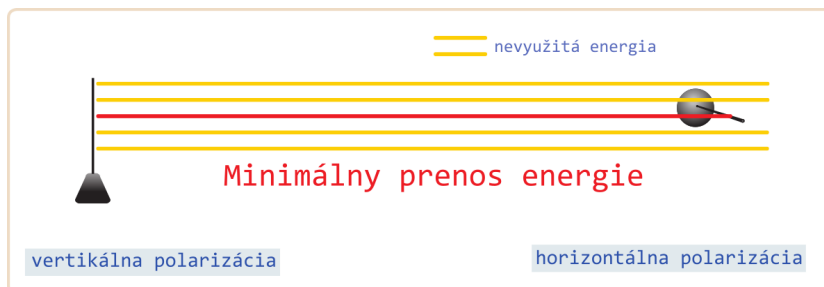 nevyužitá energia
Minimálny prenos energie
vertikálna polarizácia
horizontálna polarizácia